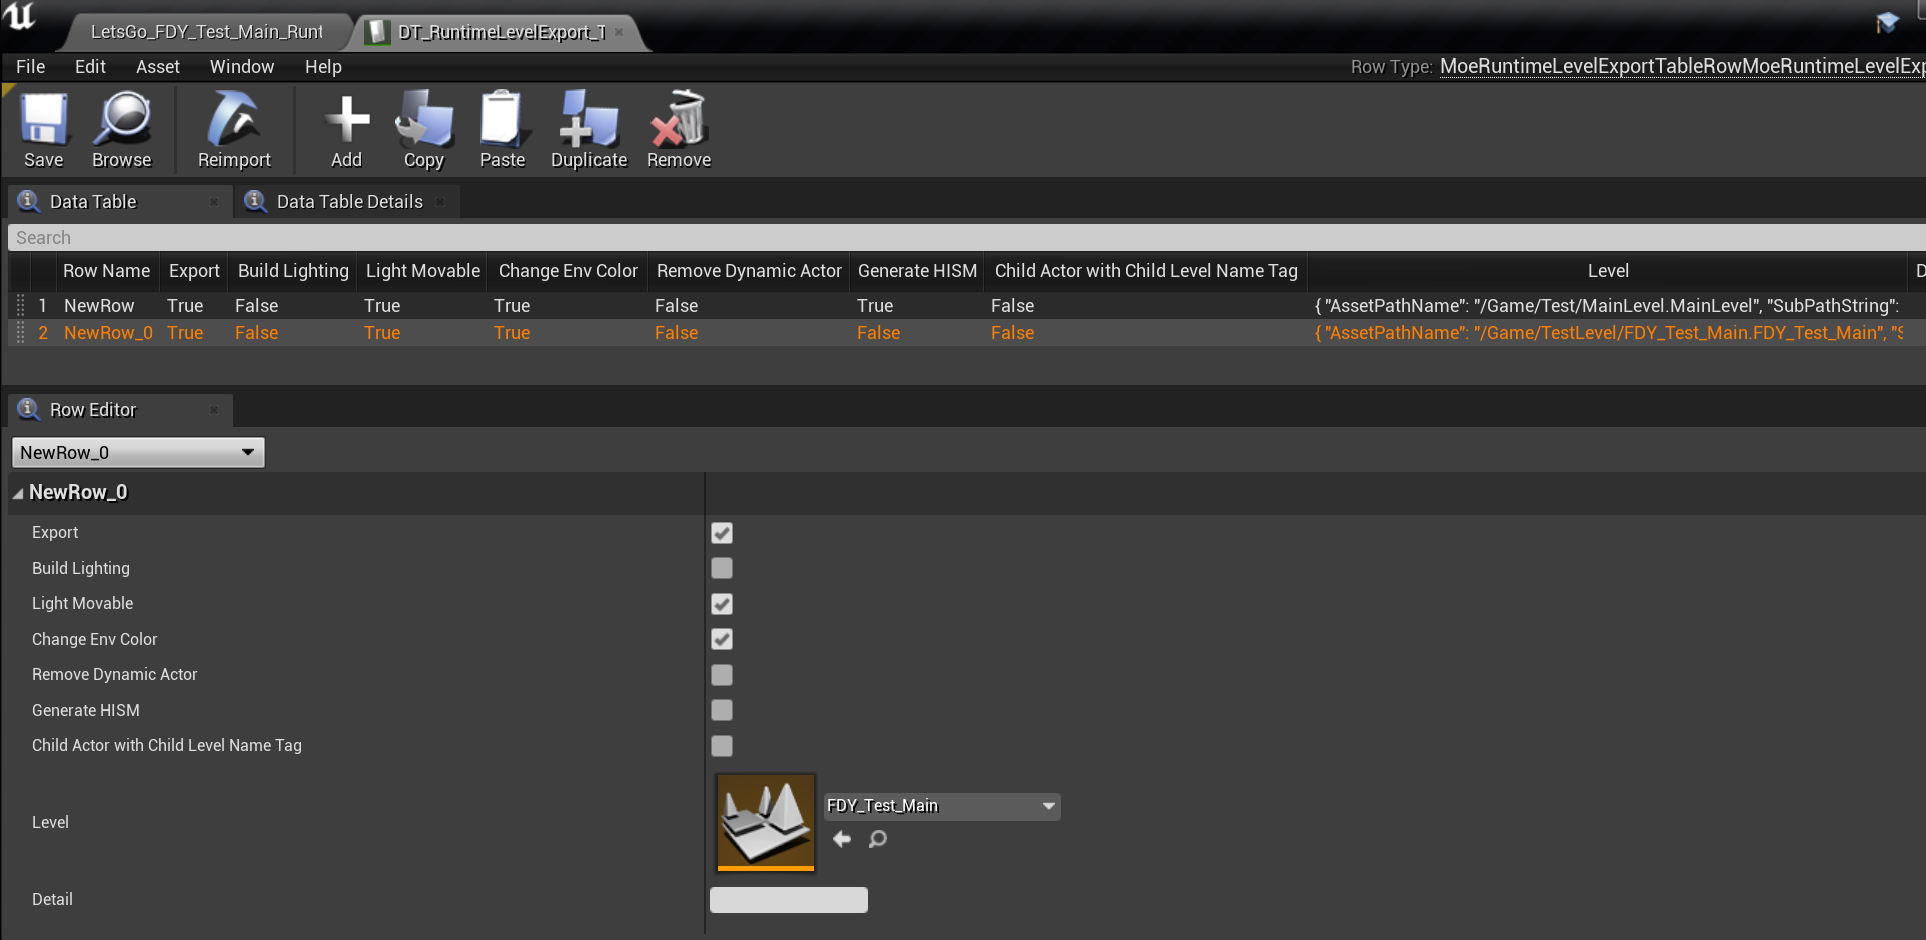 LetsGo_FDY_Test_Main_Runt
DT_RuntimeLevelExport_T
File Edit Asset Window Help
Row Type: MoeRuntimeLevelExportTableRowMoeRuntimeLevelExp
Save Browse Reimport Add Copy Paste Duplicate Remove
Data Table
Data Table Details
Search
Row Name Export Build Lighting Light Movable Change Env Color Remove Dynamic Actor Generate HISM Child Actor with Child Level Name Tag Level D
1 NewRow True False True True False True False { "AssetPathName": "/Game/Test/MainLevel.MainLevel", "SubPathString":
2 NewRow_0 True False True True False False False { "AssetPathName": "/Game/TestLevel/FDY_Test_Main.FDY_Test_Main", "S
Row Editor
NewRow_0
NewRow_0
Export
Build Lighting
Light Movable
Change Env Color
Remove Dynamic Actor
Generate HISM
Child Actor with Child Level Name Tag
Level
FDY_Test_Main
Detail